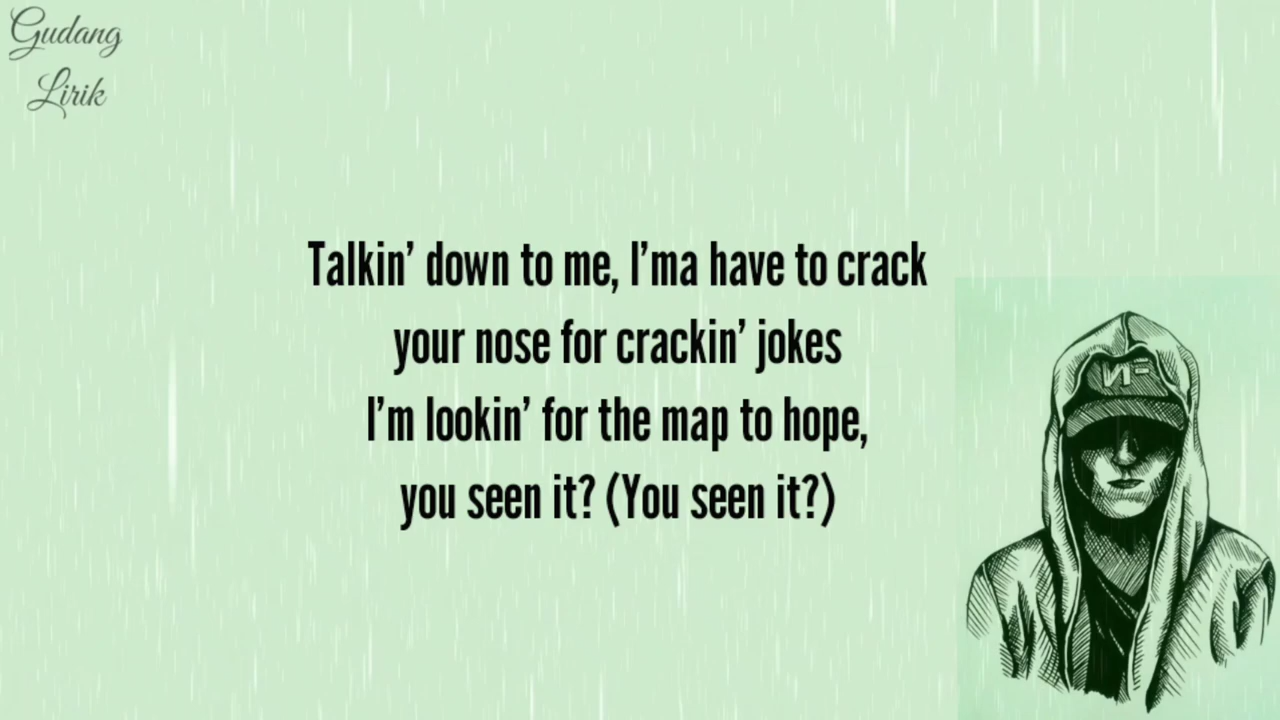 Gudang
Lirik
Talkin’ down to me, I’ma have to crack
your nose for crackin’ jokes
I’m lookin’ for the map to hope,
you seen it? (You seen it?)
NF